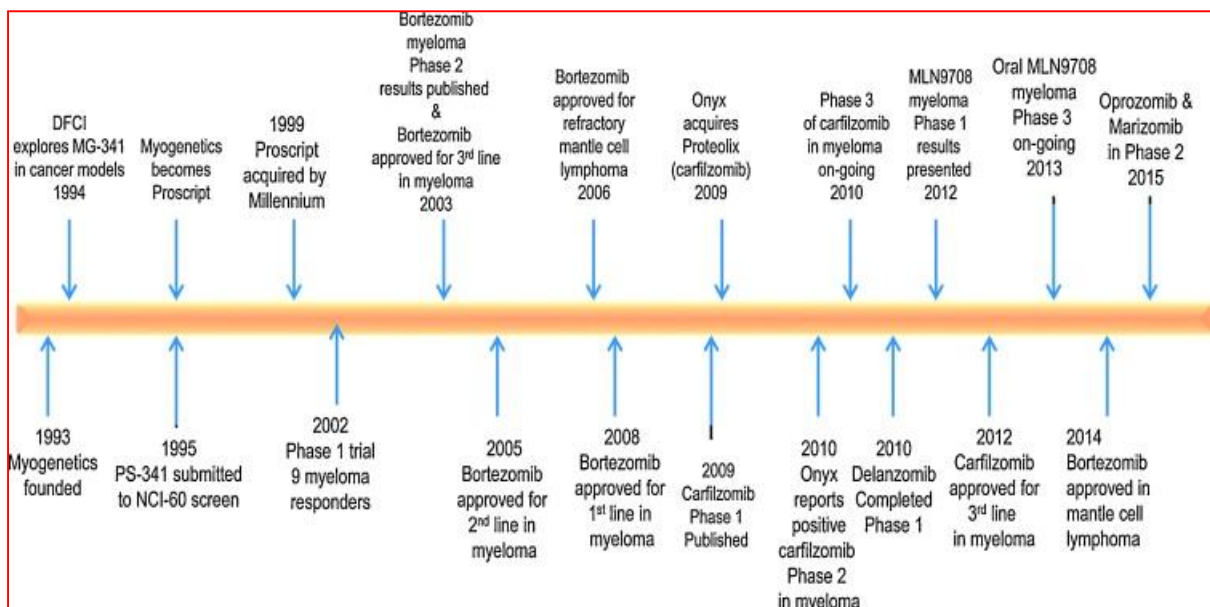 DFCI
explores MG-341
in cancer models
1994
Myogenetics
becomes
Proscript
1999
Proscript
acquired by
Millennium
Bortezomib
myeloma
Phase 2
results published
&
Bortezomib
approved for 3rd line
in myeloma
2003
Bortezomib
approved for
refractory
mantle cell
lymphoma
2006
Onyx
acquires
Proteolix
(carfilzomib)
2009
Phase 3
of carfilzomib
in myeloma
on-going
2010
MLN9708
myeloma
Phase 1
results
presented
2012
Oral MLN9708
myeloma
Phase 3
on-going
2013
Oprozomib &
Marizomib
in Phase 2
2015
1993
Myogenetics
founded
1995
PS-341 submitted
to NCI-60 screen
2002
Phase 1 trial
9 myeloma
responders
2005
Bortezomib
approved for
2nd line in
myeloma
2008
Bortezomib
approved for
1st line in
myeloma
2009
Carfilzomib
Phase 1
Published
2010
Onyx
reports
positive
carfilzomib
Phase 2
in myeloma
2010
Delanzomib
Completed
Phase 1
2012
Carfilzomib
approved for
3rd line
in myeloma
2014
Bortezomib
approved in
mantle cell
lymphoma